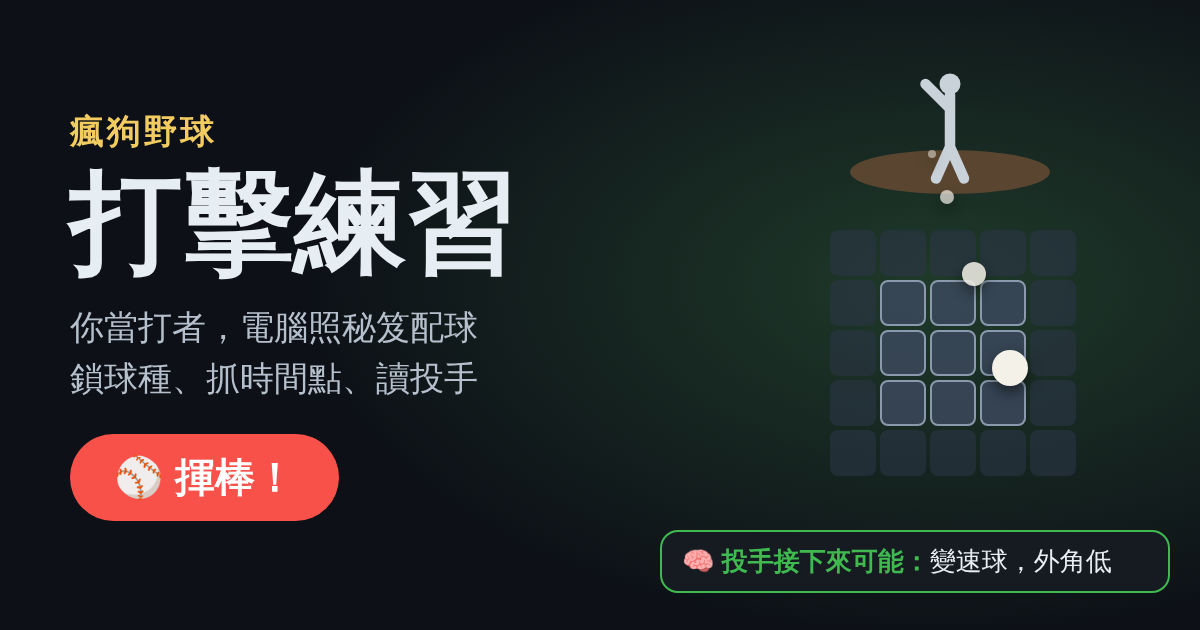 瘋狗野球
打擊練習
你當打者，電腦照秘笈配球
鎖球種、抓時間點、讀投手
⚾ 揮棒！
🧠 投手接下來可能：變速球，外角低